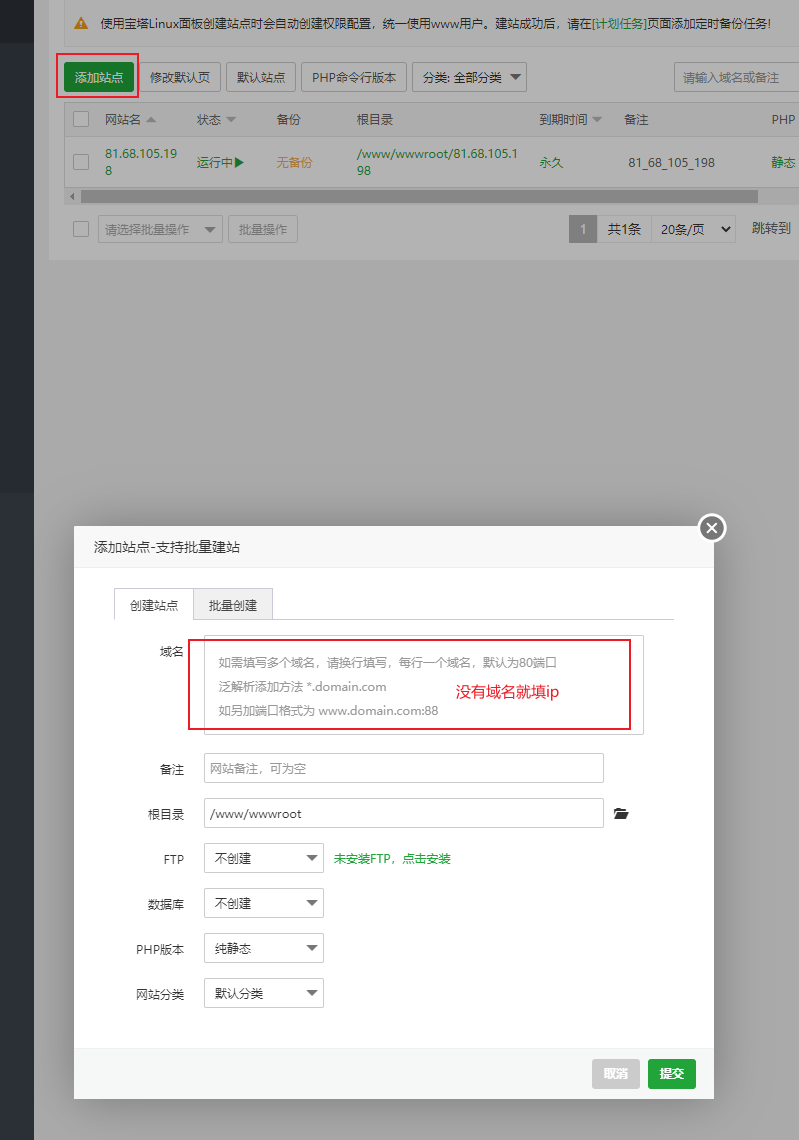 使用宝塔Linux面板创建站点时会自动创建权限配置，统一使用www用户。建站成功后，请在[计划任务]页面添加定时备份任务!
添加站点 修改默认页 默认站点 PHP命令行版本 分类: 全部分类 请输入域名或备注
网站名 状态 备份 根目录 到期时间 备注 PHP
81.68.105.19
8 运行中 无备份 /www/wwwroot/81.68.105.1
98 永久 81_68_105_198 静态
请选择批量操作 批量操作 1 共1条 20条/页 跳转到
添加站点-支持批量建站
创建站点 批量创建
域名 如需填写多个域名，请换行填写，每行一个域名，默认为80端口
泛解析添加方法 *.domain.com
没有域名就填ip
如另加端口格式为 www.domain.com:88
备注 网站备注，可为空
根目录 /www/wwwroot
FTP 不创建 未安装FTP，点击安装
数据库 不创建
PHP版本 纯静态
网站分类 默认分类
取消 提交